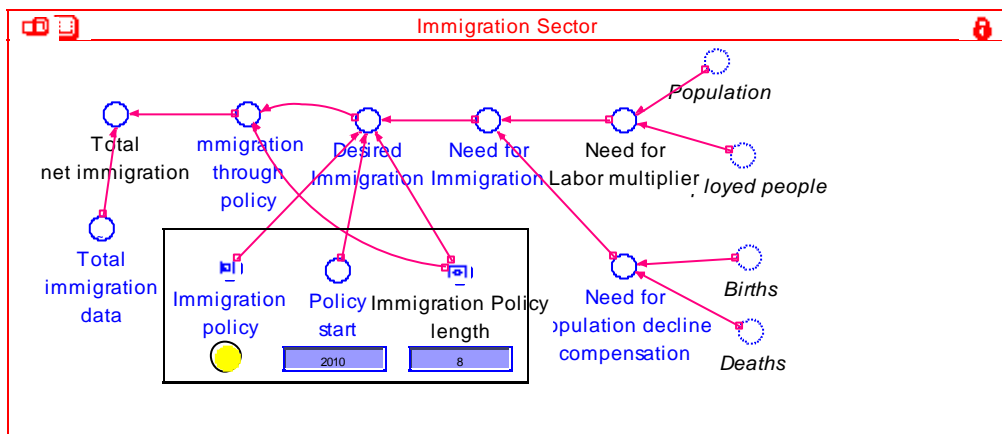 Immigration Sector
Population
Total
net immigration
mmigration
through
policy
Desired
Immigration
Need for
Immigration
Need for
Labor multiplier
loyed people
Total
immigration
data
Immigration
policy
Policy
start
2010
Immigration Policy
length
8
Need for
opulation decline
compensation
Births
Deaths